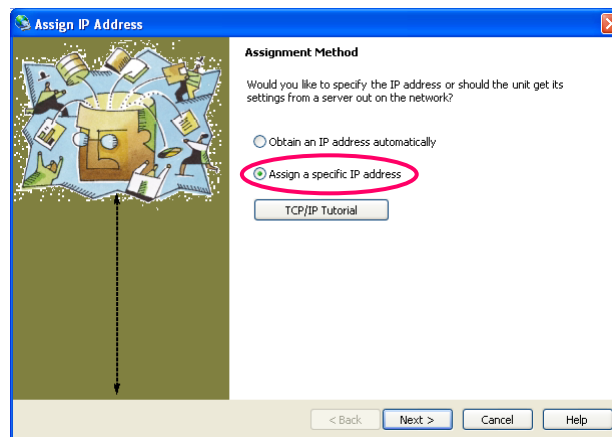 Assign IP Address
Assignment Method
Would you like to specify the IP address or should the unit get its
settings from a server out on the network?
Obtain an IP address automatically
Assign a specific IP address
TCP/IP Tutorial
< Back
Next >
Cancel
Help